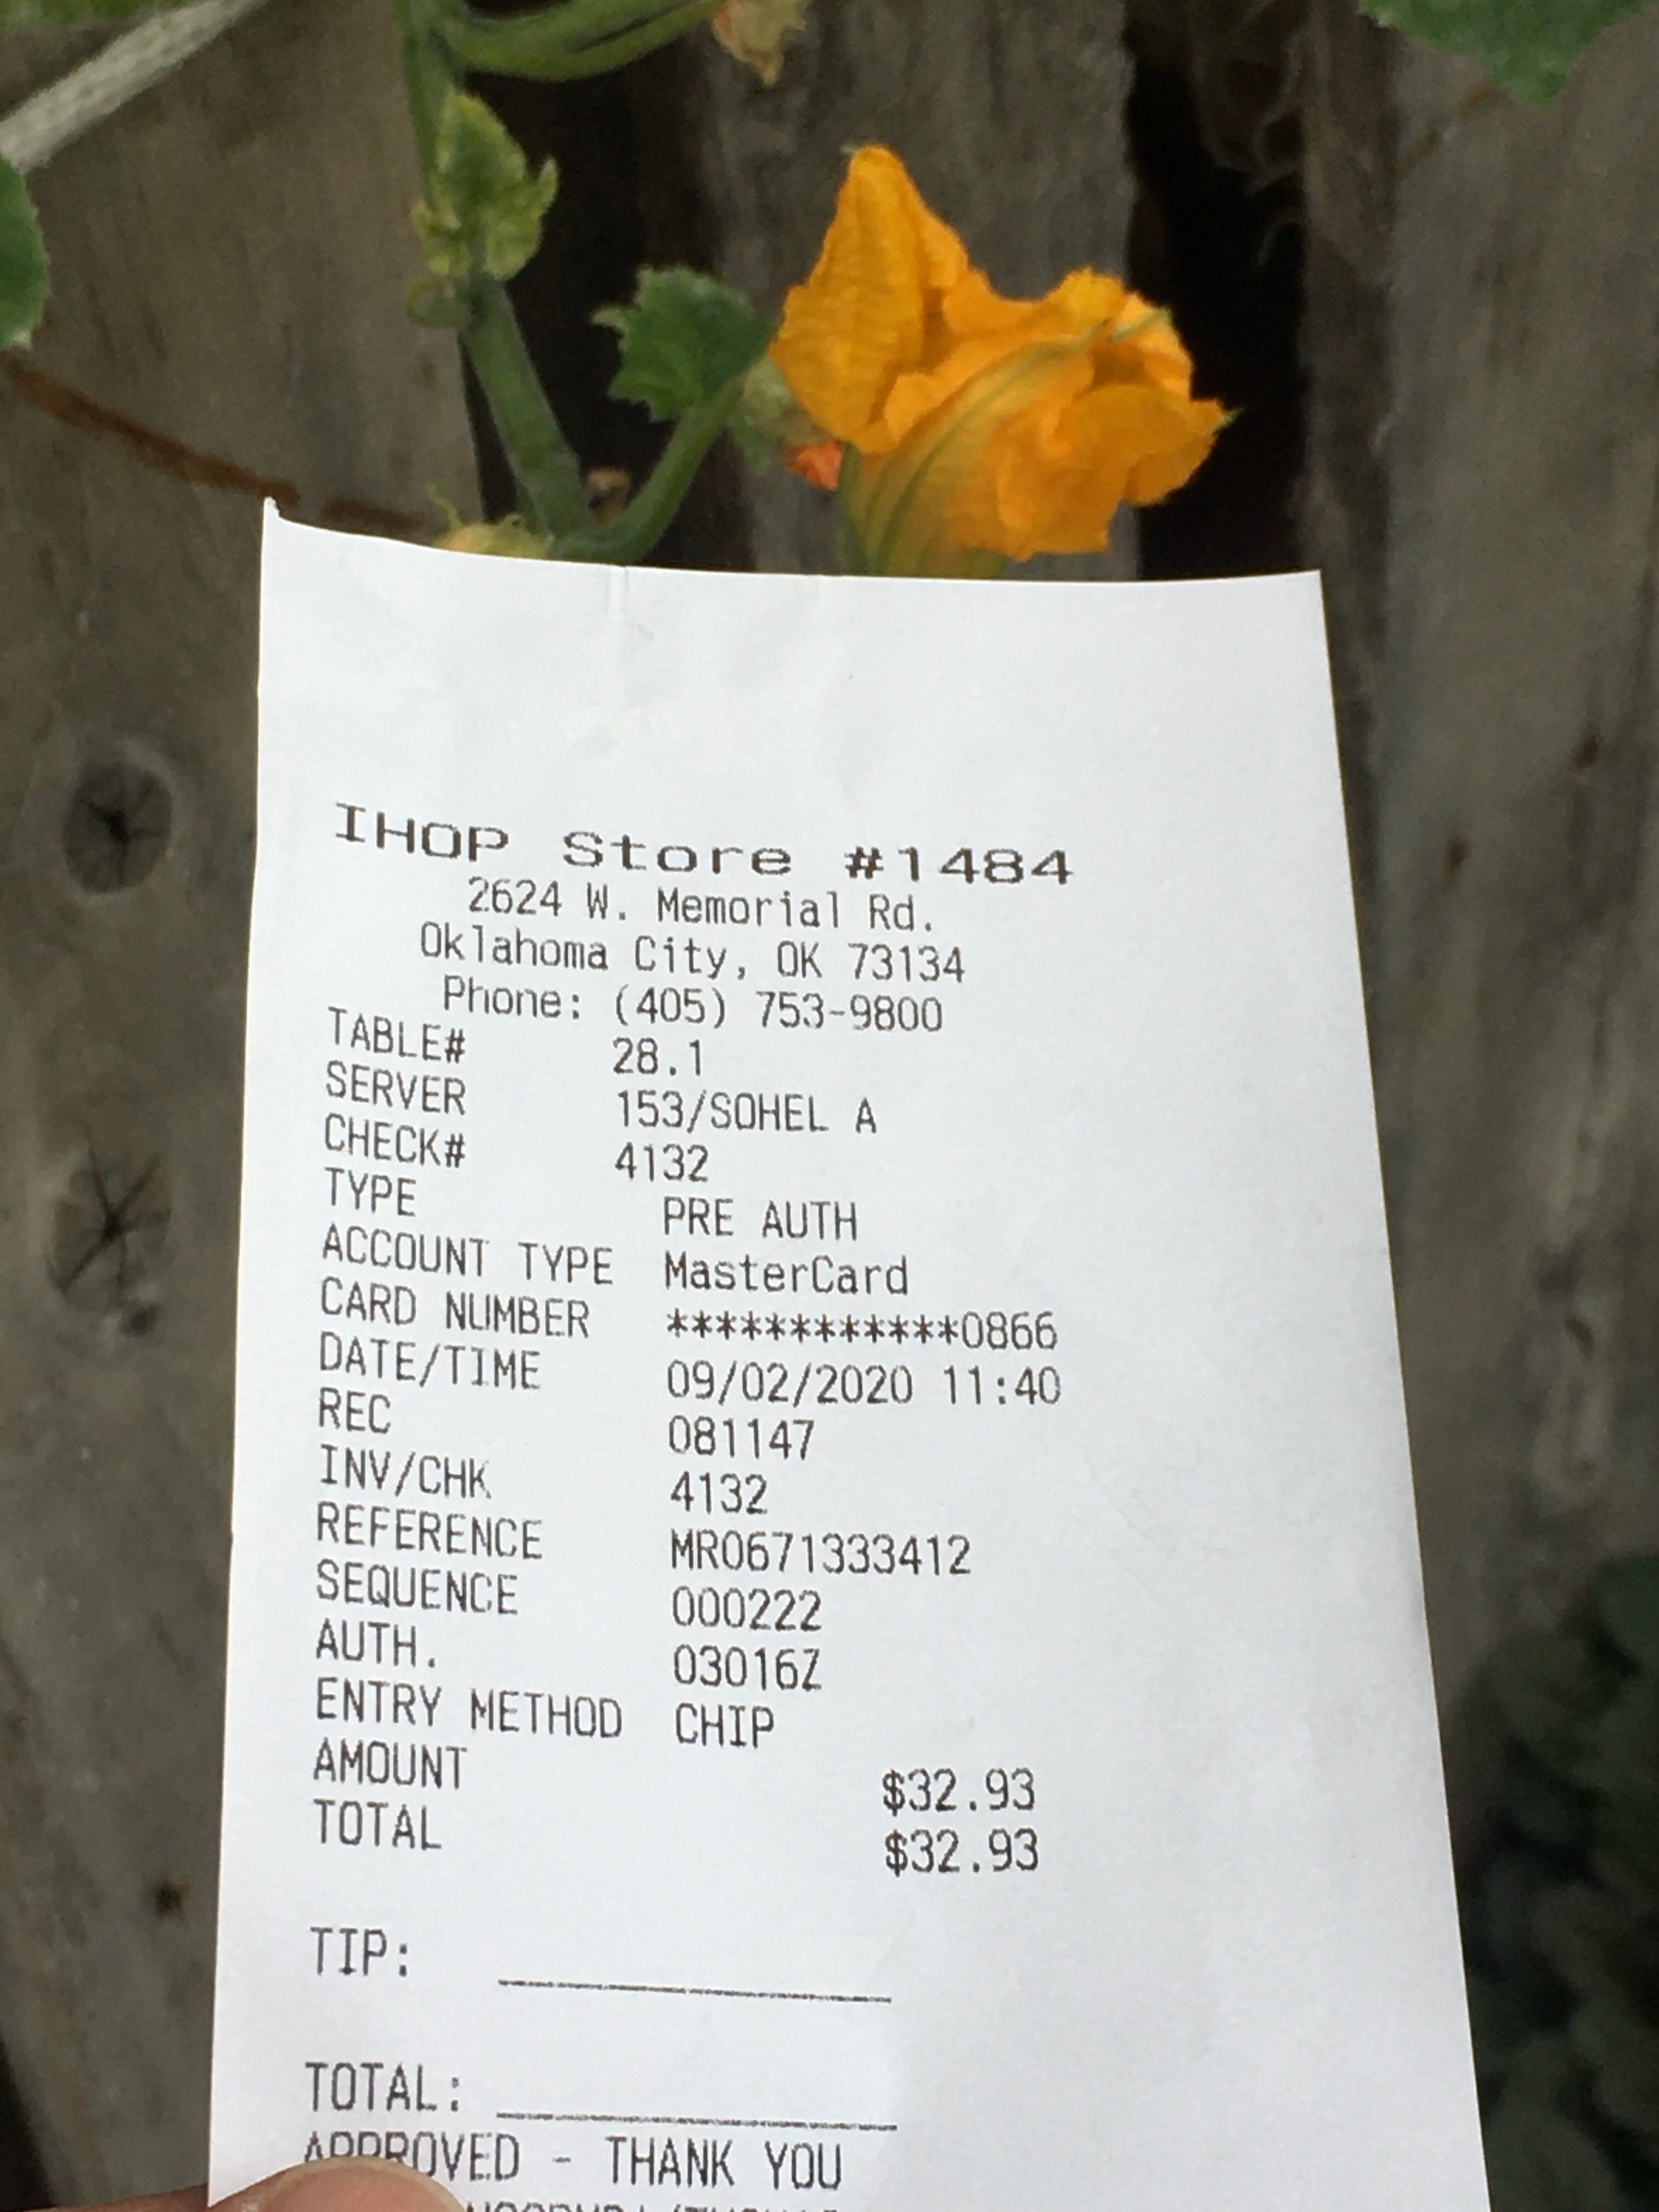 IHOP Store #1484
2624 W. Memorial Rd.
Oklahoma City, OK 73134
Phone: (405) 753-9800
TABLE# 28.1
SERVER 153/SOHEL A
CHECK# 4132
TYPE PRE AUTH
ACCOUNT TYPE MasterCard
CARD NUMBER ************0866
DATE/TIME 09/02/2020 11:40
REC 081147
INV/CHK 4132
REFERENCE MR0671333412
SEQUENCE 000222
AUTH. 03016Z
ENTRY METHOD CHIP
AMOUNT $32.93
TOTAL $32.93
TIP:
TOTAL:
APPROVED - THANK YOU